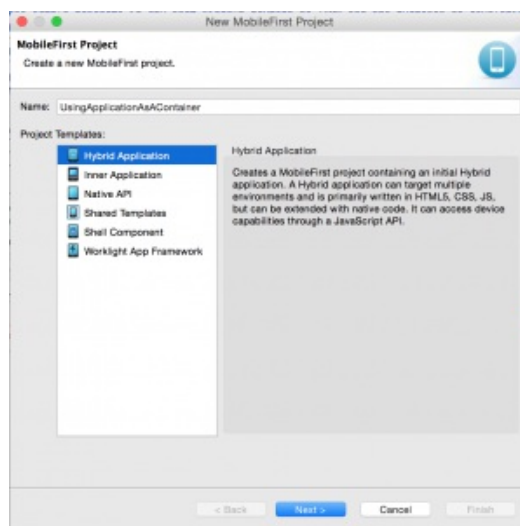 New MobileFirst Project
MobileFirst Project
Create a new MobileFirst project.
Name: UsingApplicationAsAContainer
Project Templates:
Hybrid Application
Inner Application
Native API
Shared Templates
Shell Component
Worklight App Framework
Hybrid Application
Creates a MobileFirst project containing an initial Hybrid
application. A Hybrid application can target multiple
environments and is primarily written in HTML5, CSS, JS,
but can be extended with native code. It can access device
capabilities through a JavaScript API.
< Back
Next >
Cancel
Finish